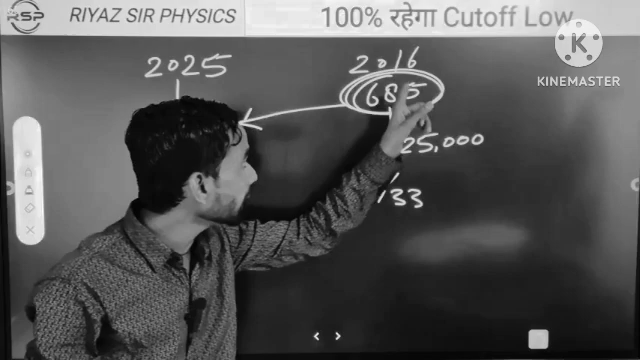 RSP RIYAZ SIR PHYSICS 100% रहेगा Cutoff Low
KINEMASTER
2025 2016
685
25,000
133